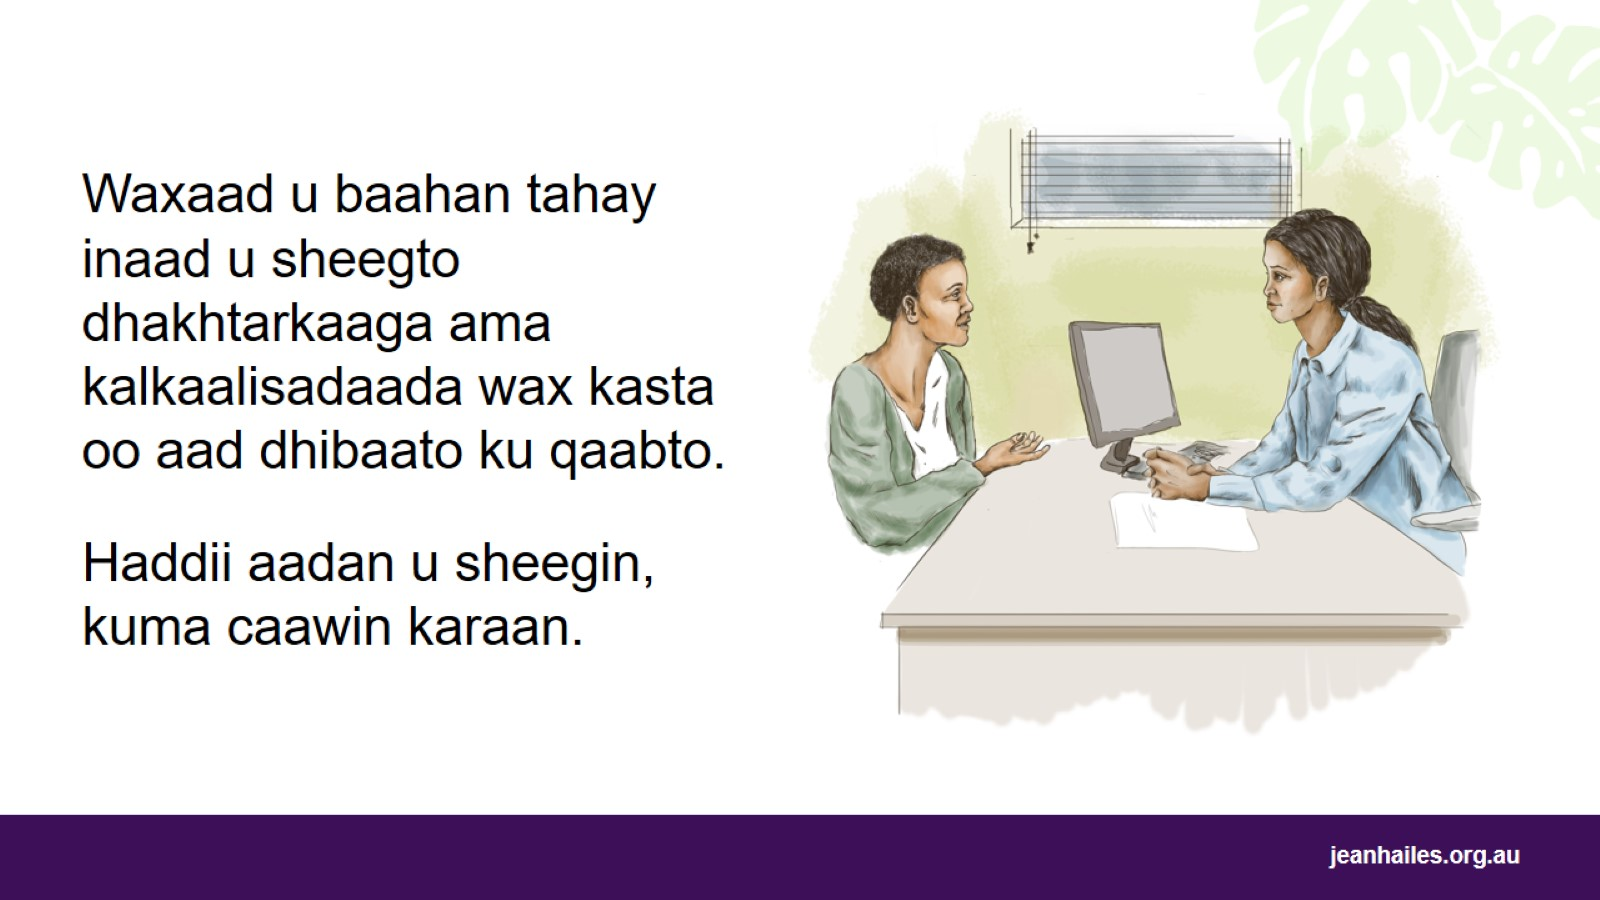 Waxaad u baahan tahay
inaad u sheegto
dhakhtarkaaga ama
kalkaalisadaada wax kasta
oo aad dhibaato ku qaabto.
Haddii aadan u sheegin,
kuma caawin karaan.
jeanhailes.org.au